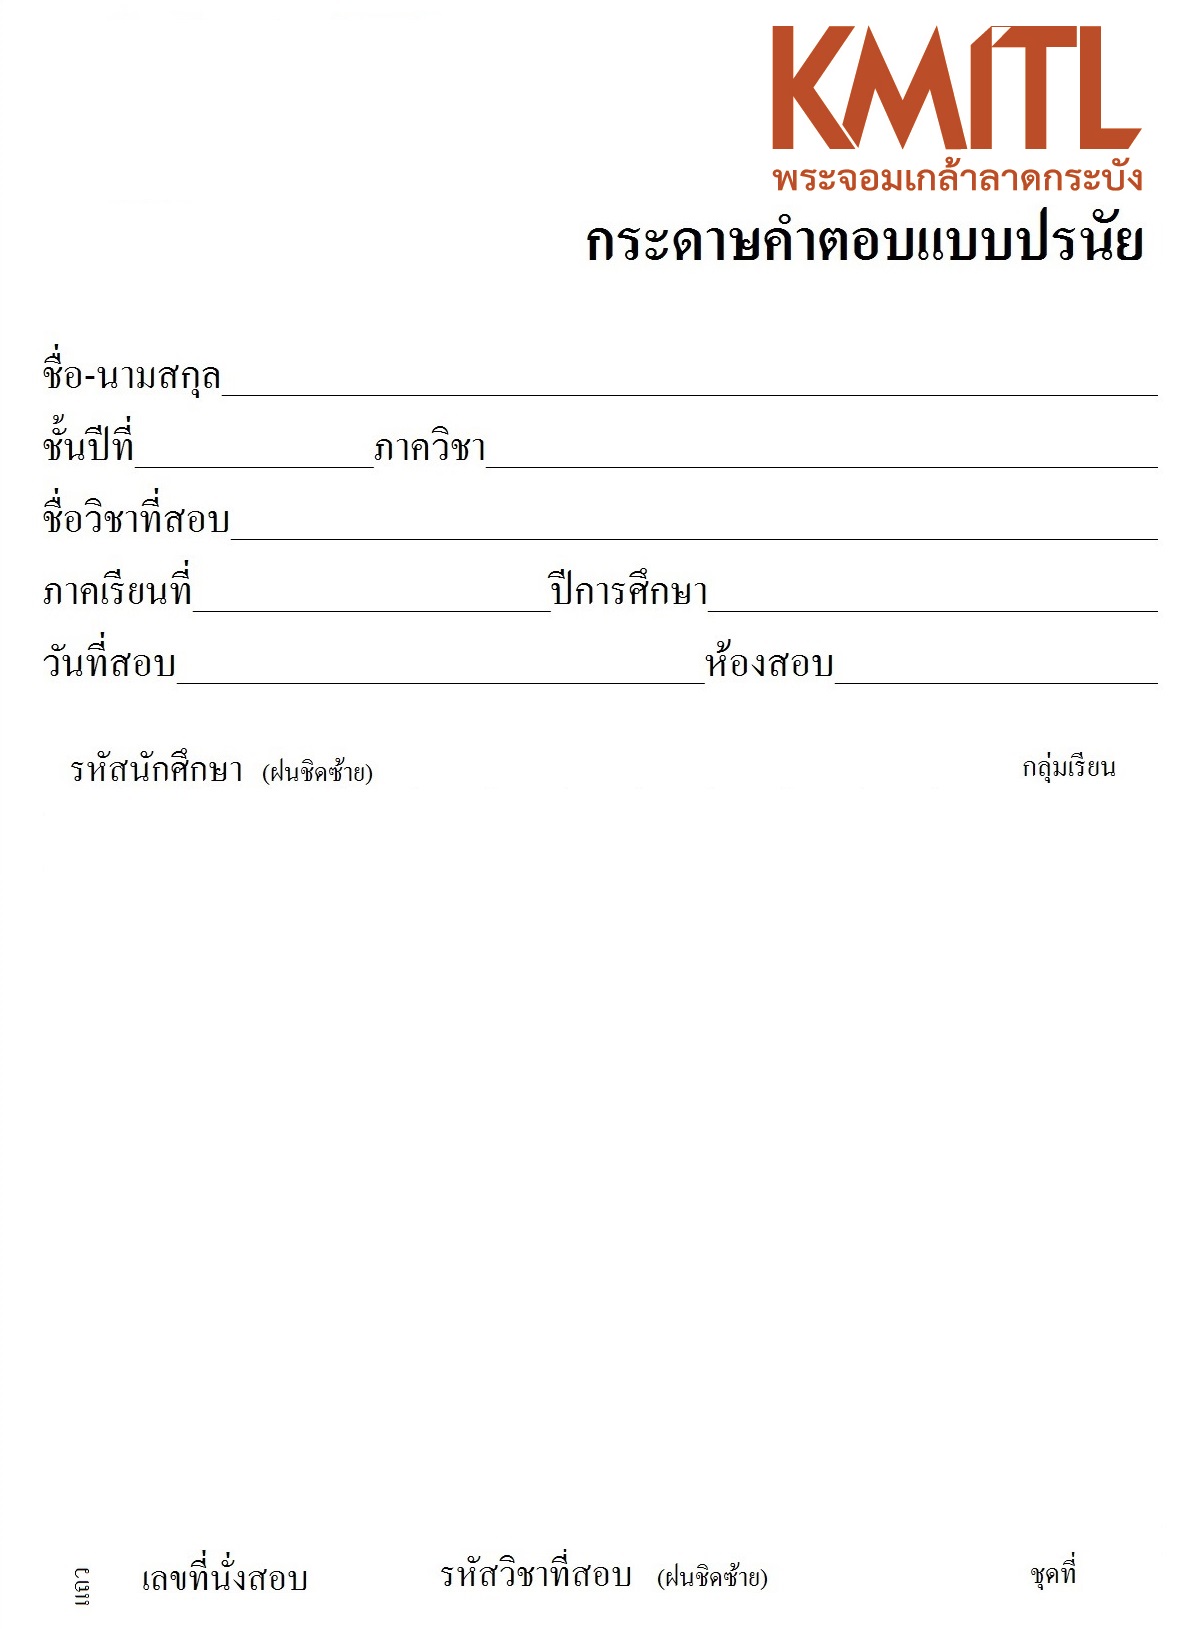 KMITL
พระจอมเกล้าลาดกระบัง
กระดาษคำตอบแบบปรนัย
ชื่อ-นามสกุล
ชั้นปีที่ ภาควิชา
ชื่อวิชาที่สอบ
ภาคเรียนที่ ปีการศึกษา
วันที่สอบ ห้องสอบ
รหัสนักศึกษา (ฝนชิดซ้าย) กลุ่มเรียน
แถว เลขที่นั่งสอบ รหัสวิชาที่สอบ (ฝนชิดซ้าย) ชุดที่